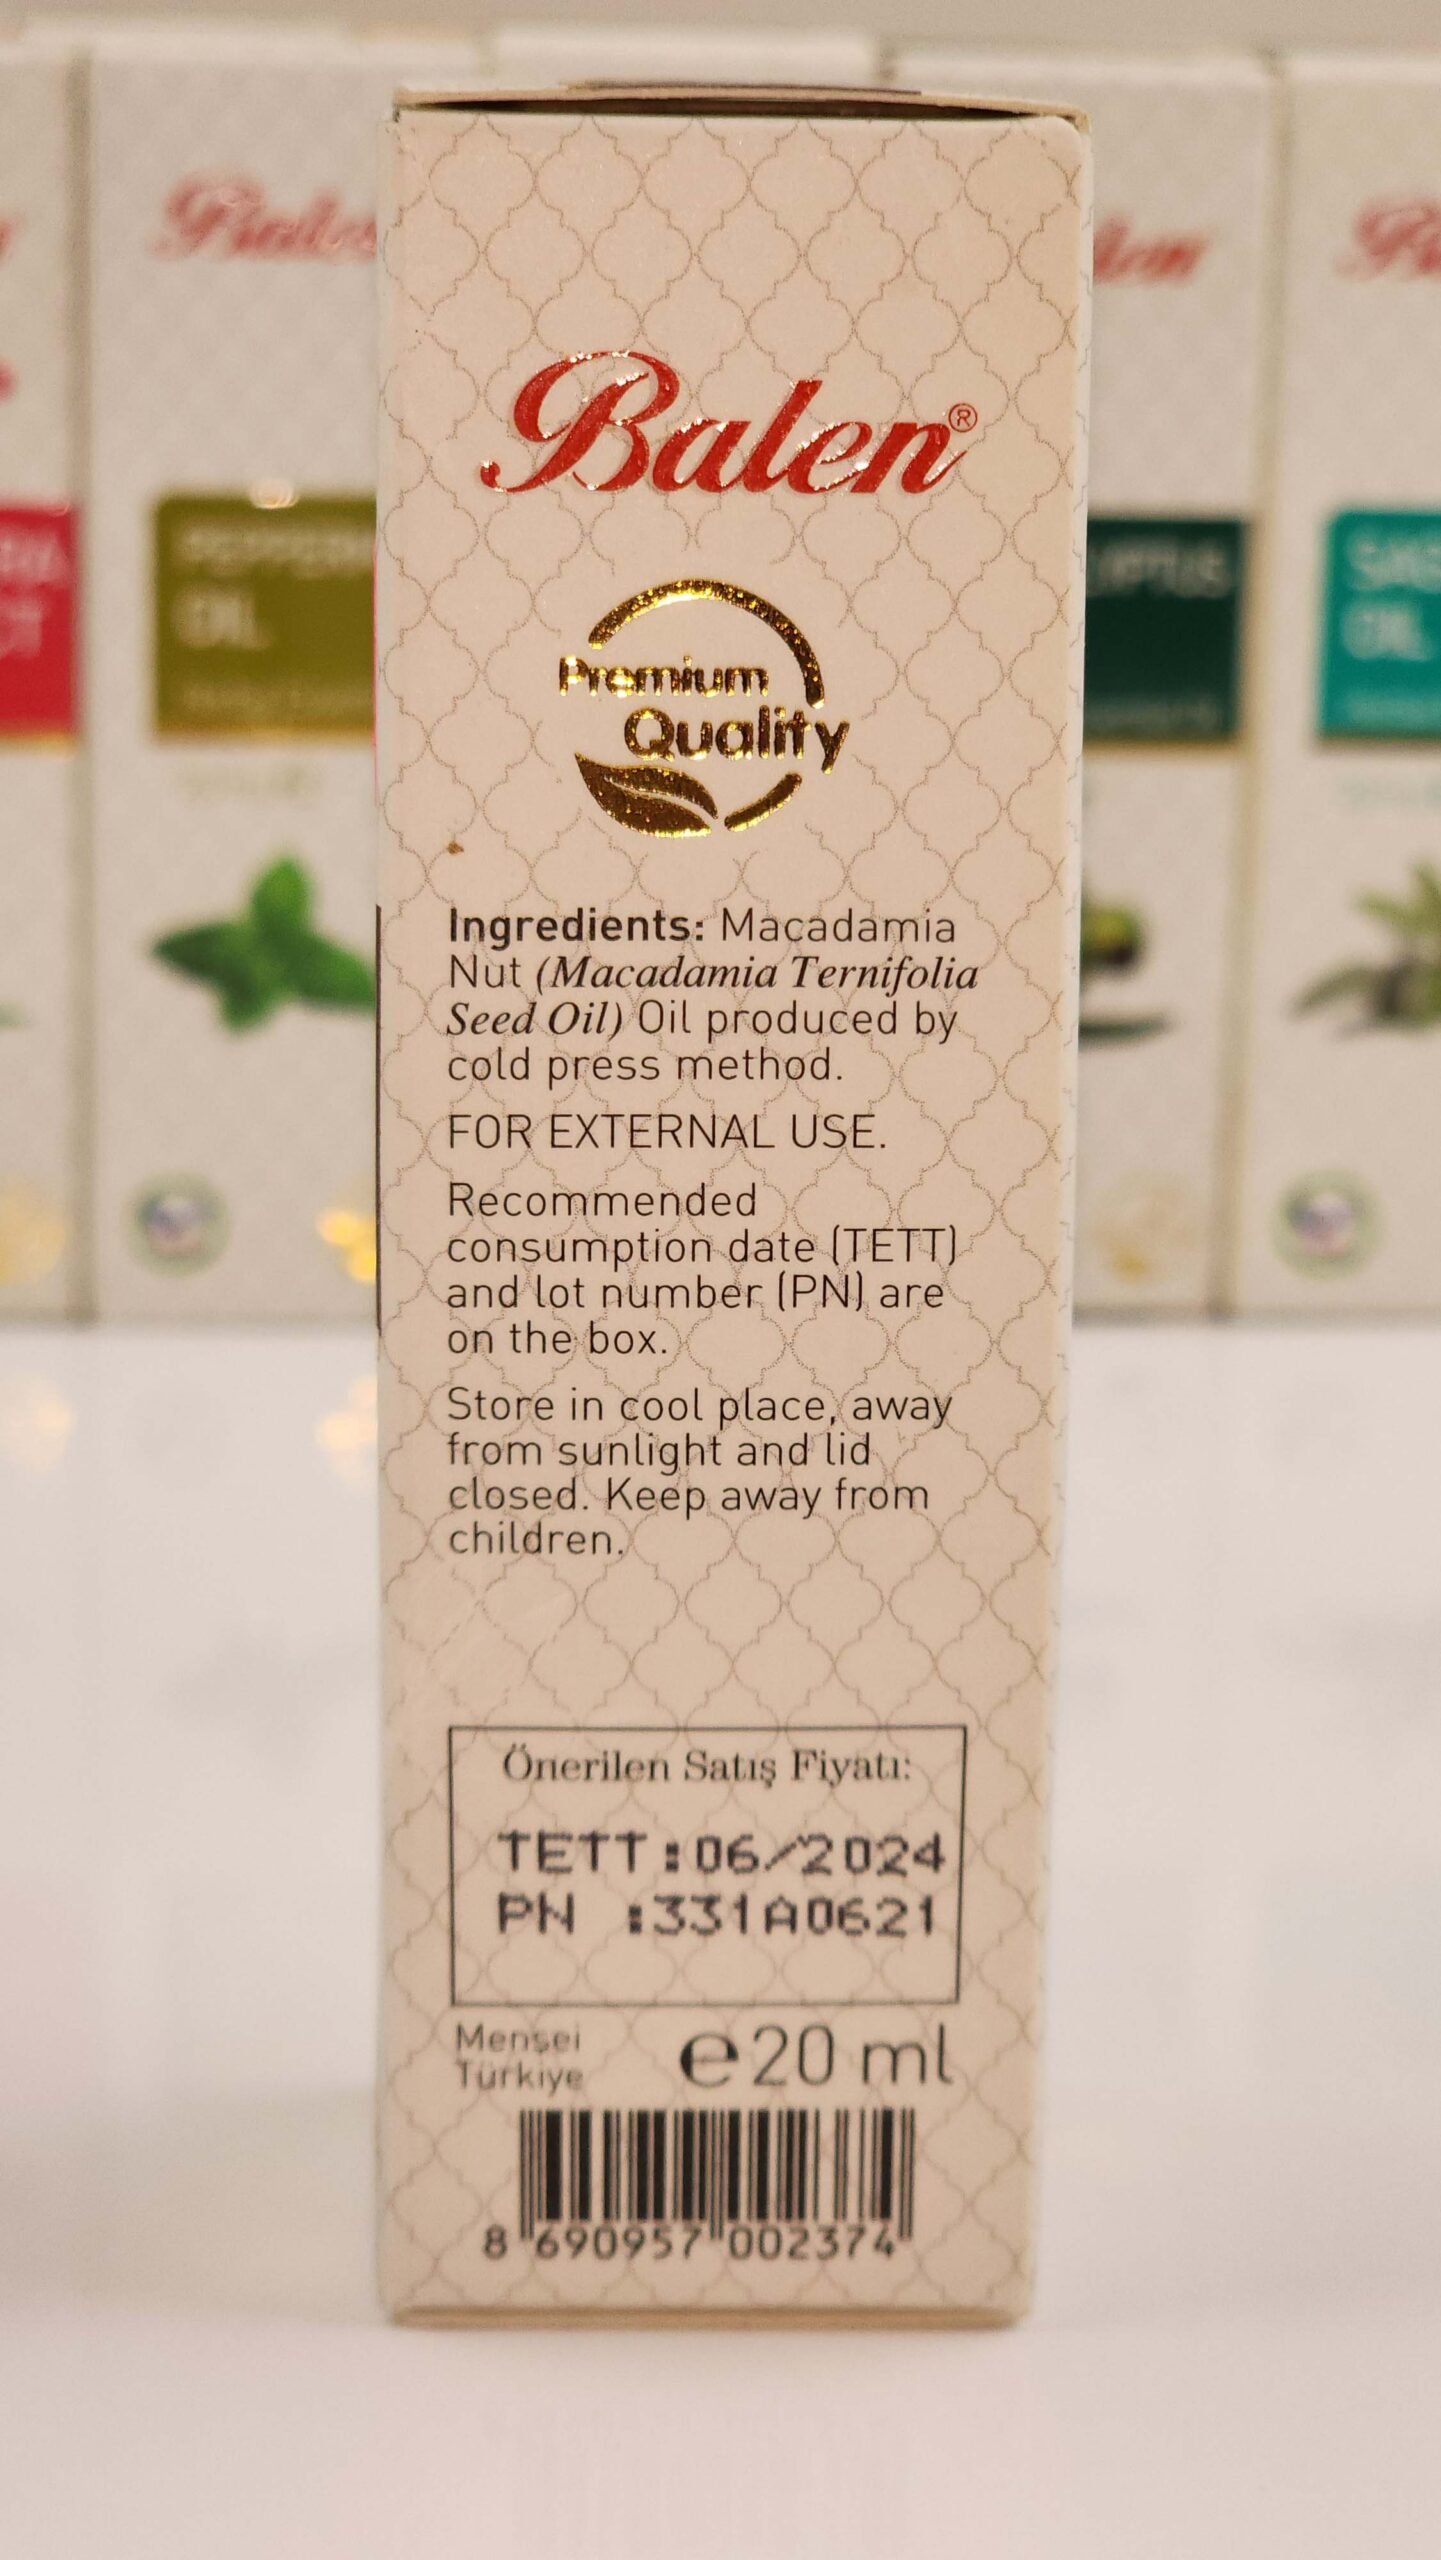 Balen®
Premium
Quality
Ingredients: Macadamia
Nut (Macadamia Ternifolia
Seed Oil) Oil produced by
cold press method.
FOR EXTERNAL USE.
Recommended
consumption date (TETT)
and lot number (PN) are
on the box.
Store in cool place, away
from sunlight and lid
closed. Keep away from
children.
Önerilen Satış Fiyatı:
TETT:06/2024
PN :331A0621
Menşei
Türkiye
℮20 ml
8 690957 002374
Balen
OIL
OIL